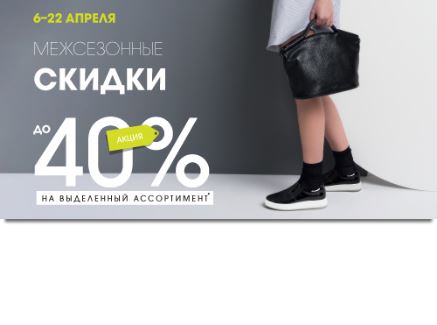 6–22 АПРЕЛЯ
МЕЖСЕЗОННЫЕ
СКИДКИ
ДО 40%
АКЦИЯ
НА ВЫДЕЛЕННЫЙ АССОРТИМЕНТ*